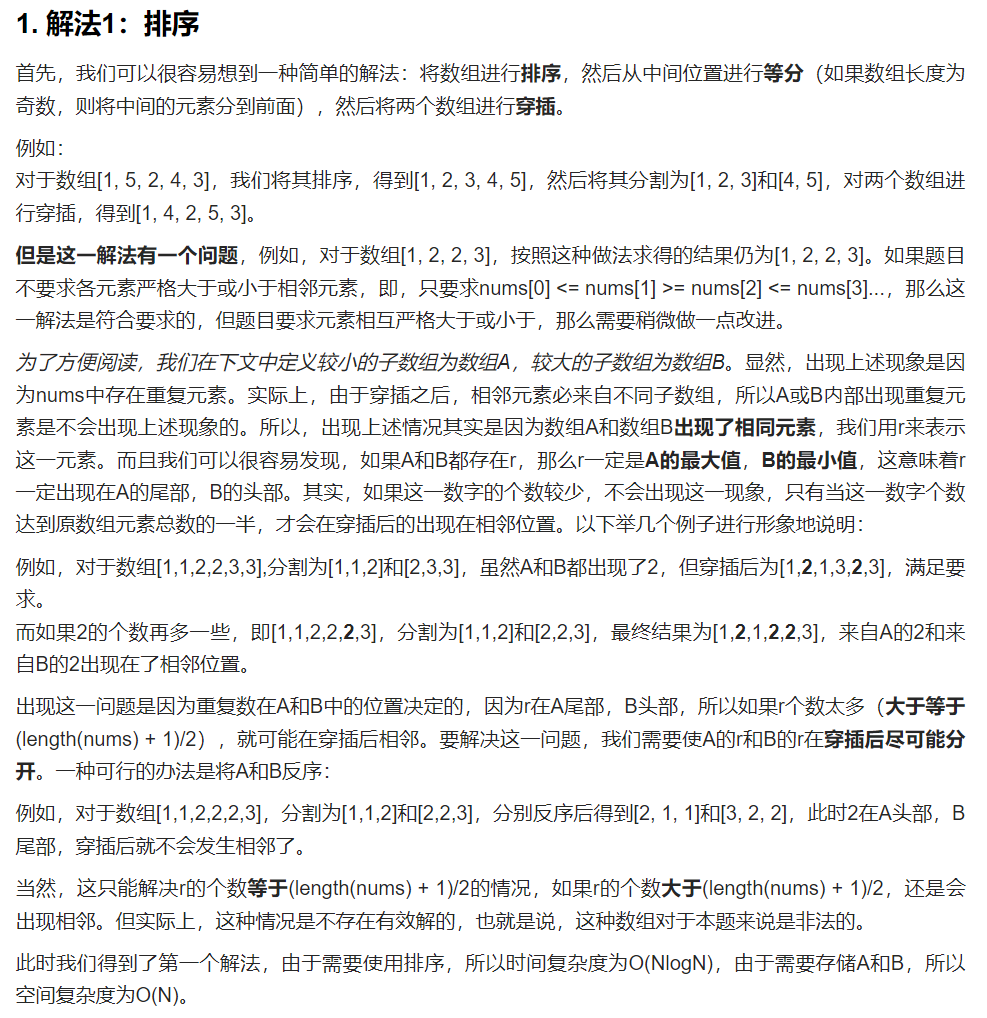 1. 解法1：排序
首先，我们可以很容易想到一种简单的解法：将数组进行排序，然后从中间位置进行等分（如果数组长度为
奇数，则将中间的元素分到前面），然后将两个数组进行穿插。
例如：
对于数组[1, 5, 2, 4, 3]，我们将其排序，得到[1, 2, 3, 4, 5]，然后将其分割为[1, 2, 3]和[4, 5]，对两个数组进
行穿插，得到[1, 4, 2, 5, 3]。
但是这一解法有一个问题，例如，对于数组[1, 2, 2, 3]，按照这种做法求得的结果仍为[1, 2, 2, 3]。如果题目
不要求各元素严格大于或小于相邻元素，即，只要求nums[0] <= nums[1] >= nums[2] <= nums[3]...，那么这
一解法是符合要求的，但题目要求元素相互严格大于或小于，那么需要稍微做一点改进。
为了方便阅读，我们在下文中定义较小的子数组为数组A，较大的子数组为数组B。显然，出现上述现象是因
为nums中存在重复元素。实际上，由于穿插之后，相邻元素必来自不同子数组，所以A或B内部出现重复元
素是不会出现上述现象的。所以，出现上述情况其实是因为数组A和数组B出现了相同元素，我们用r来表示
这一元素。而且我们可以很容易发现，如果A和B都存在r，那么r一定是A的最大值，B的最小值，这意味着r
一定出现在A的尾部，B的头部。其实，如果这一数字的个数较少，不会出现这一现象，只有当这一数字个数
达到原数组元素总数的一半，才会在穿插后的出现在相邻位置。以下举几个例子进行形象地说明：
例如，对于数组[1,1,2,2,3,3],分割为[1,1,2]和[2,3,3]，虽然A和B都出现了2，但穿插后为[1,2,1,3,2,3]，满足要
求。
而如果2的个数再多一些，即[1,1,2,2,2,3]，分割为[1,1,2]和[2,2,3]，最终结果为[1,2,1,2,2,3]，来自A的2和来
自B的2出现在了相邻位置。
出现这一问题是因为重复数在A和B中的位置决定的，因为r在A尾部，B头部，所以如果r个数太多（大于等于
(length(nums) + 1)/2），就可能在穿插后相邻。要解决这一问题，我们需要使A的r和B的r在穿插后尽可能分
开。一种可行的办法是将A和B反序：
例如，对于数组[1,1,2,2,2,3]，分割为[1,1,2]和[2,2,3]，分别反序后得到[2, 1, 1]和[3, 2, 2]，此时2在A头部，B
尾部，穿插后就不会发生相邻了。
当然，这只能解决r的个数等于(length(nums) + 1)/2的情况，如果r的个数大于(length(nums) + 1)/2，还是会
出现相邻。但实际上，这种情况是不存在有效解的，也就是说，这种数组对于本题来说是非法的。
此时我们得到了第一个解法，由于需要使用排序，所以时间复杂度为O(NlogN)，由于需要存储A和B，所以
空间复杂度为O(N)。